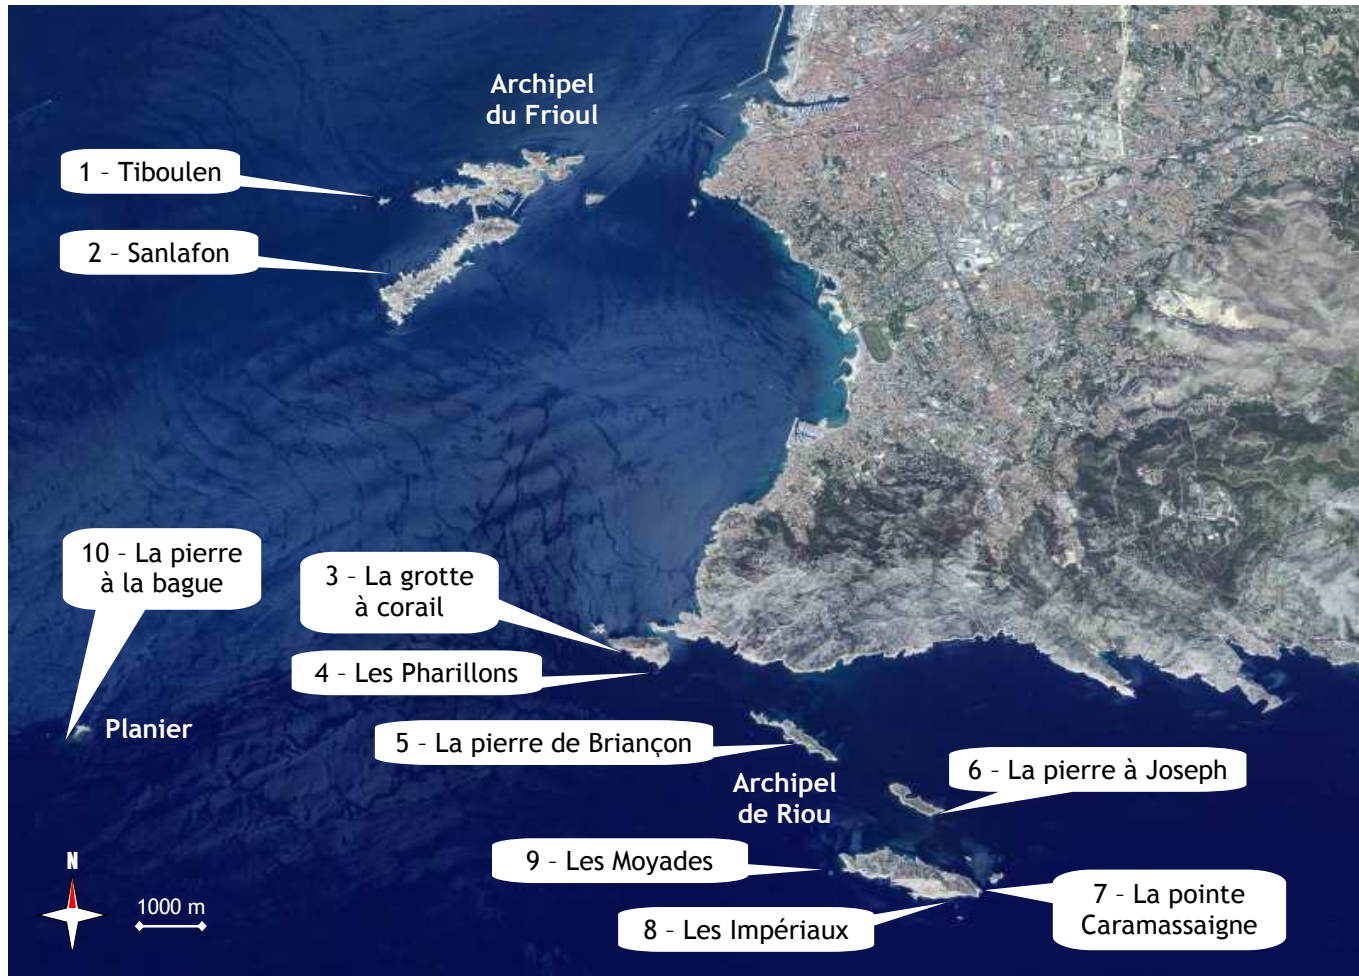 Archipel
du Frioul
1 – Tiboulen
2 – Sanlafon
10 – La pierre
à la bague
3 – La grotte
à corail
4 – Les Pharillons
Planier
5 – La pierre de Briançon
6 – La pierre à Joseph
Archipel
de Riou
9 – Les Moyades
7 – La pointe
Caramassaigne
8 – Les Impériaux
N
1000 m